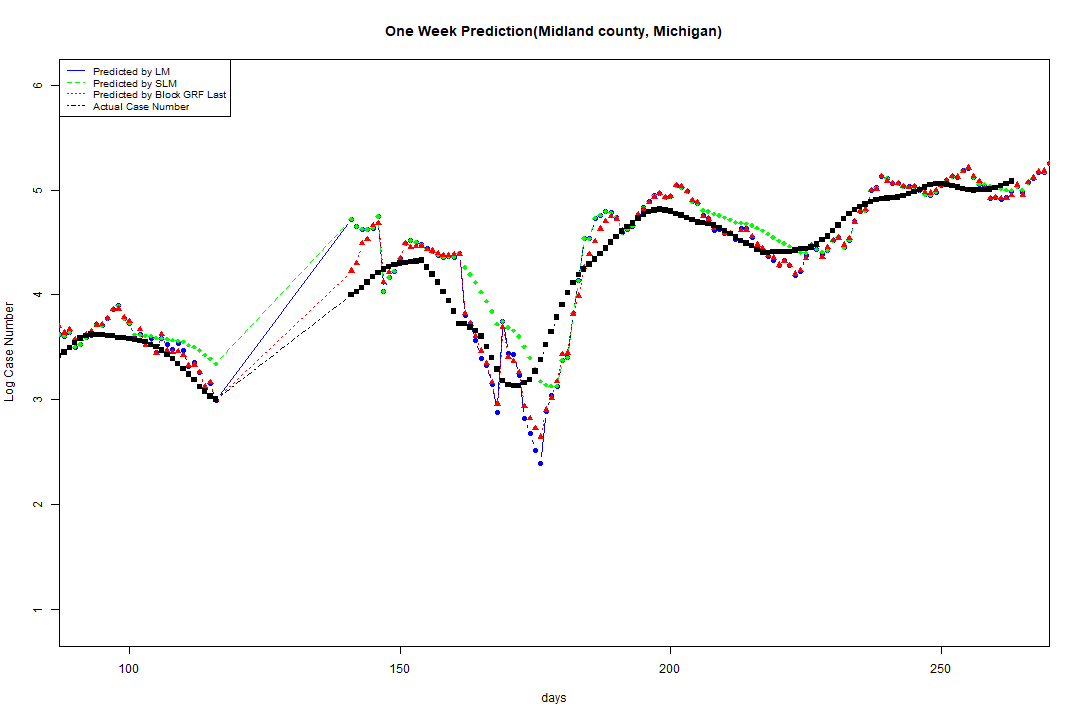 One Week Prediction(Midland county, Michigan)
Predicted by LM
Predicted by SLM
Predicted by Block GRF Last
Actual Case Number
6
5
4
3
2
1
Log Case Number
100 150 200 250
days